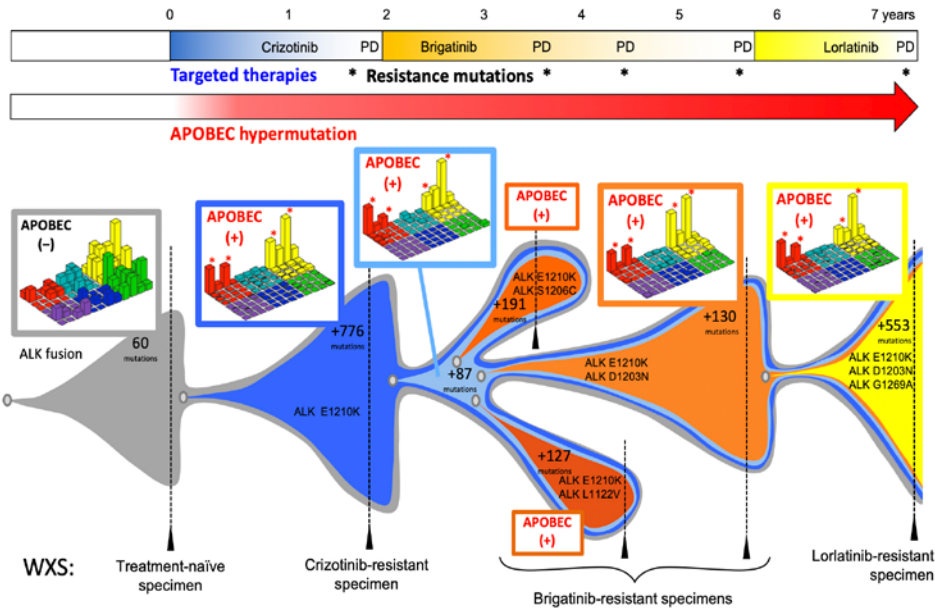 0 1 2 3 4 5 6 7 years
Crizotinib PD Brigatinib PD PD PD Lorlatinib PD
Targeted therapies * Resistance mutations * * * *
APOBEC hypermutation
APOBEC
(–)
APOBEC
(+)
* * * *
APOBEC
(+)
* * * *
APOBEC
(+)
APOBEC
(+)
* * * *
APOBEC
(+)
* * * *
ALK fusion
60
mutations
+776
mutations
ALK E1210K
+87
mutations
ALK E1210K
ALK S1206C
+191
mutations
+130
mutations
ALK E1210K
ALK D1203N
+127
mutations
ALK E1210K
ALK L1122V
APOBEC
(+)
+553
mutations
ALK E1210K
ALK D1203N
ALK G1269A
WXS:
Treatment-naïve
specimen
Crizotinib-resistant
specimen
Brigatinib-resistant specimens
Lorlatinib-resistant
specimen